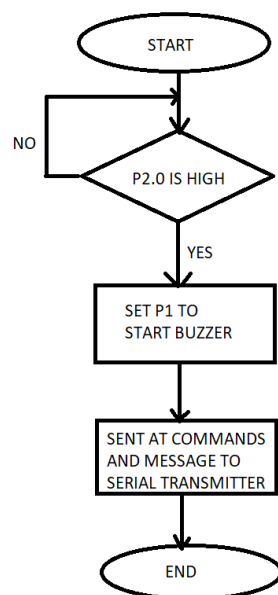 START
NO
P2.0 IS HIGH
YES
SET P1 TO
START BUZZER
SENT AT COMMANDS
AND MESSAGE TO
SERIAL TRANSMITTER
END